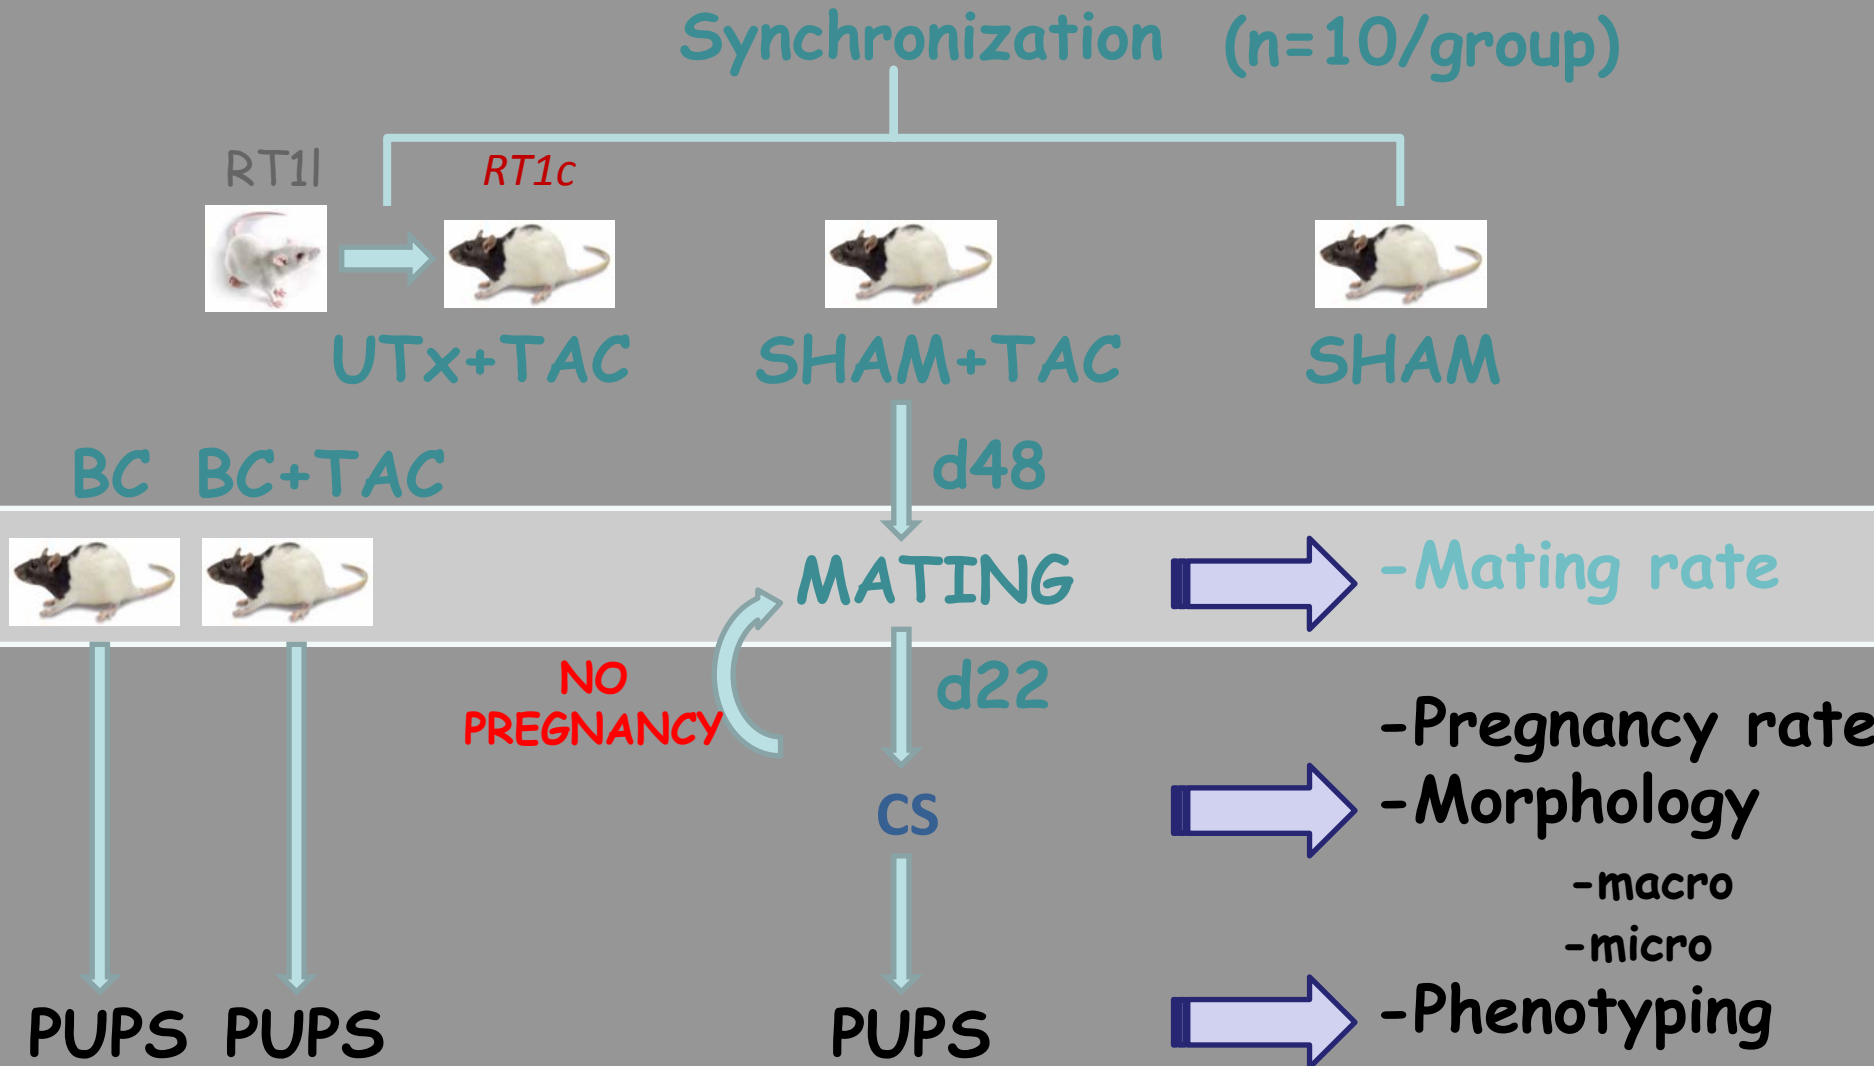 Synchronization (n=10/group)
RT1l
RT1c
UTx+TAC
SHAM+TAC
SHAM
d48
BC
BC+TAC
MATING
-Mating rate
NO
PREGNANCY
d22
-Pregnancy rate
CS
-Morphology
-macro
-micro
PUPS
PUPS
PUPS
-Phenotyping